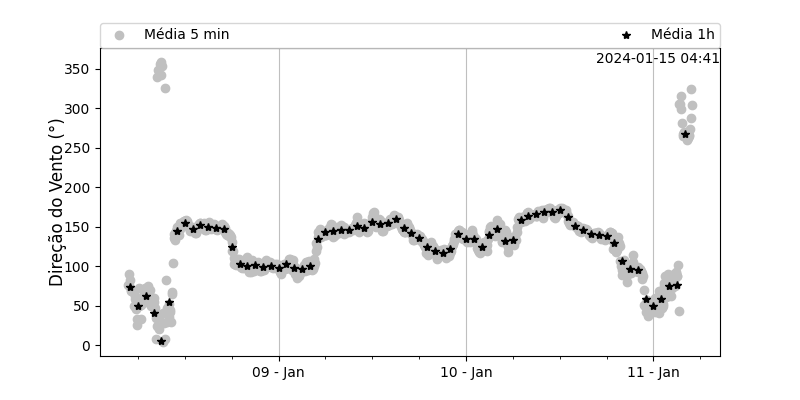 Média 5 min
Média 1h
2024-01-15 04:41
Direção do Vento (°)
350
300
250
200
150
100
50
0
09 - Jan
10 - Jan
11 - Jan